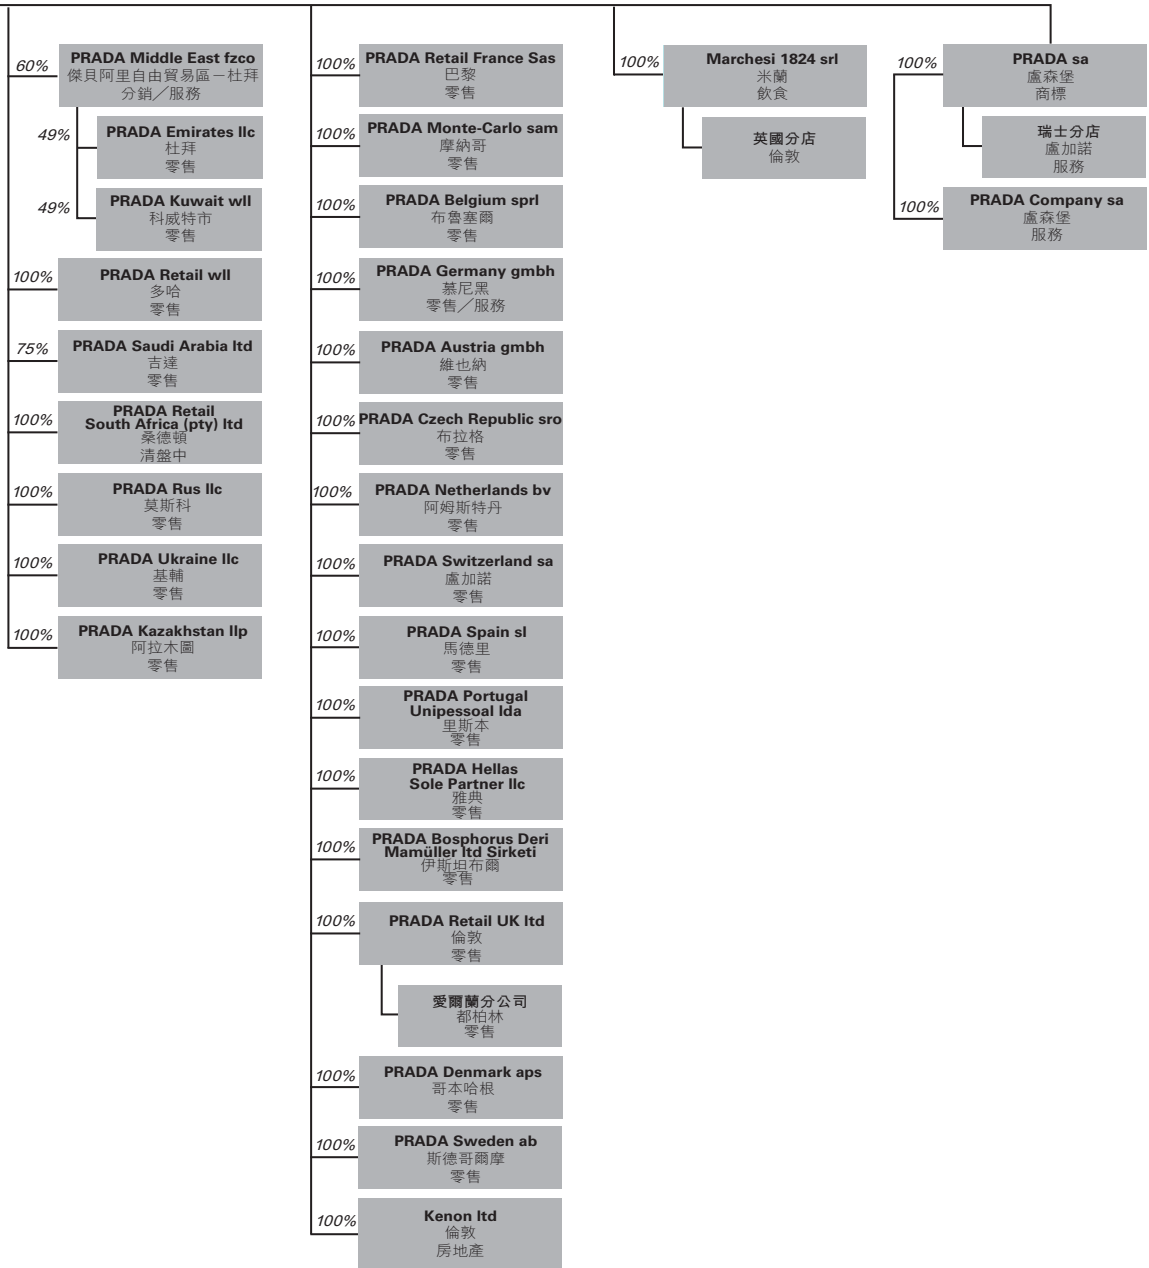 60%
PRADA Middle East fzco
傑貝阿里自由貿易區－杜拜
分銷／服務
49%
PRADA Emirates llc
杜拜
零售
49%
PRADA Kuwait wll
科威特市
零售
100%
PRADA Retail wll
多哈
零售
75%
PRADA Saudi Arabia ltd
吉達
零售
100%
PRADA Retail
South Africa (pty) ltd
桑德頓
清盤中
100%
PRADA Rus llc
莫斯科
零售
100%
PRADA Ukraine llc
基輔
零售
100%
PRADA Kazakhstan llp
阿拉木圖
零售
100%
PRADA Retail France Sas
巴黎
零售
100%
PRADA Monte-Carlo sam
摩納哥
零售
100%
PRADA Belgium sprl
布魯塞爾
零售
100%
PRADA Germany gmbh
慕尼黑
零售／服務
100%
PRADA Austria gmbh
維也納
零售
100%
PRADA Czech Republic sro
布拉格
零售
100%
PRADA Netherlands bv
阿姆斯特丹
零售
100%
PRADA Switzerland sa
盧加諾
零售
100%
PRADA Spain sl
馬德里
零售
100%
PRADA Portugal
Unipessoal lda
里斯本
零售
100%
PRADA Hellas
Sole Partner llc
雅典
零售
100%
PRADA Bosphorus Deri
Mamüller ltd Sirketi
伊斯坦布爾
零售
100%
PRADA Retail UK ltd
倫敦
零售
愛爾蘭分公司
都柏林
零售
100%
PRADA Denmark aps
哥本哈根
零售
100%
PRADA Sweden ab
斯德哥爾摩
零售
100%
Kenon ltd
倫敦
房地產
100%
Marchesi 1824 srl
米蘭
飲食
英國分店
倫敦
100%
PRADA sa
盧森堡
商標
瑞士分店
盧加諾
服務
100%
PRADA Company sa
盧森堡
服務